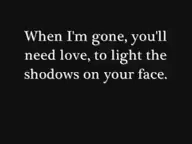 When I'm gone, you'll
need love, to light the
shodows on your face.